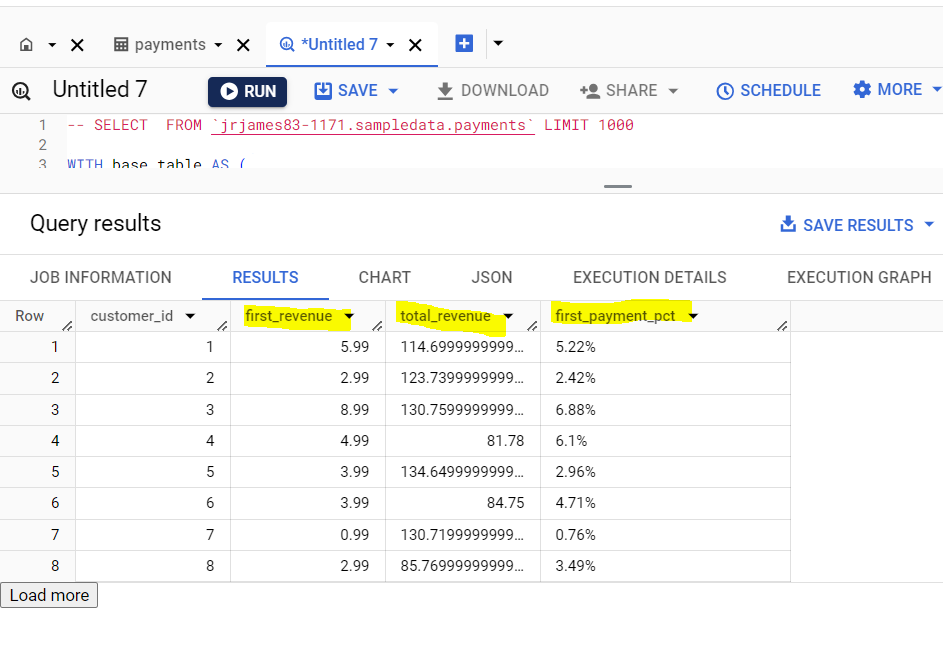 payments *Untitled 7
Untitled 7 RUN SAVE DOWNLOAD SHARE SCHEDULE MORE
1 -- SELECT  FROM `jrjames83-1171.sampledata.payments` LIMIT 1000
2
3 WITH base_table AS (
Query results SAVE RESULTS
JOB INFORMATION RESULTS CHART JSON EXECUTION DETAILS EXECUTION GRAPH
Row customer_id first_revenue total_revenue first_payment_pct
1 1 5.99 114.6999999999... 5.22%
2 2 2.99 123.7399999999... 2.42%
3 3 8.99 130.7599999999... 6.88%
4 4 4.99 81.78 6.1%
5 5 3.99 134.6499999999... 2.96%
6 6 3.99 84.75 4.71%
7 7 0.99 130.7199999999... 0.76%
8 8 2.99 85.76999999999... 3.49%
Load more